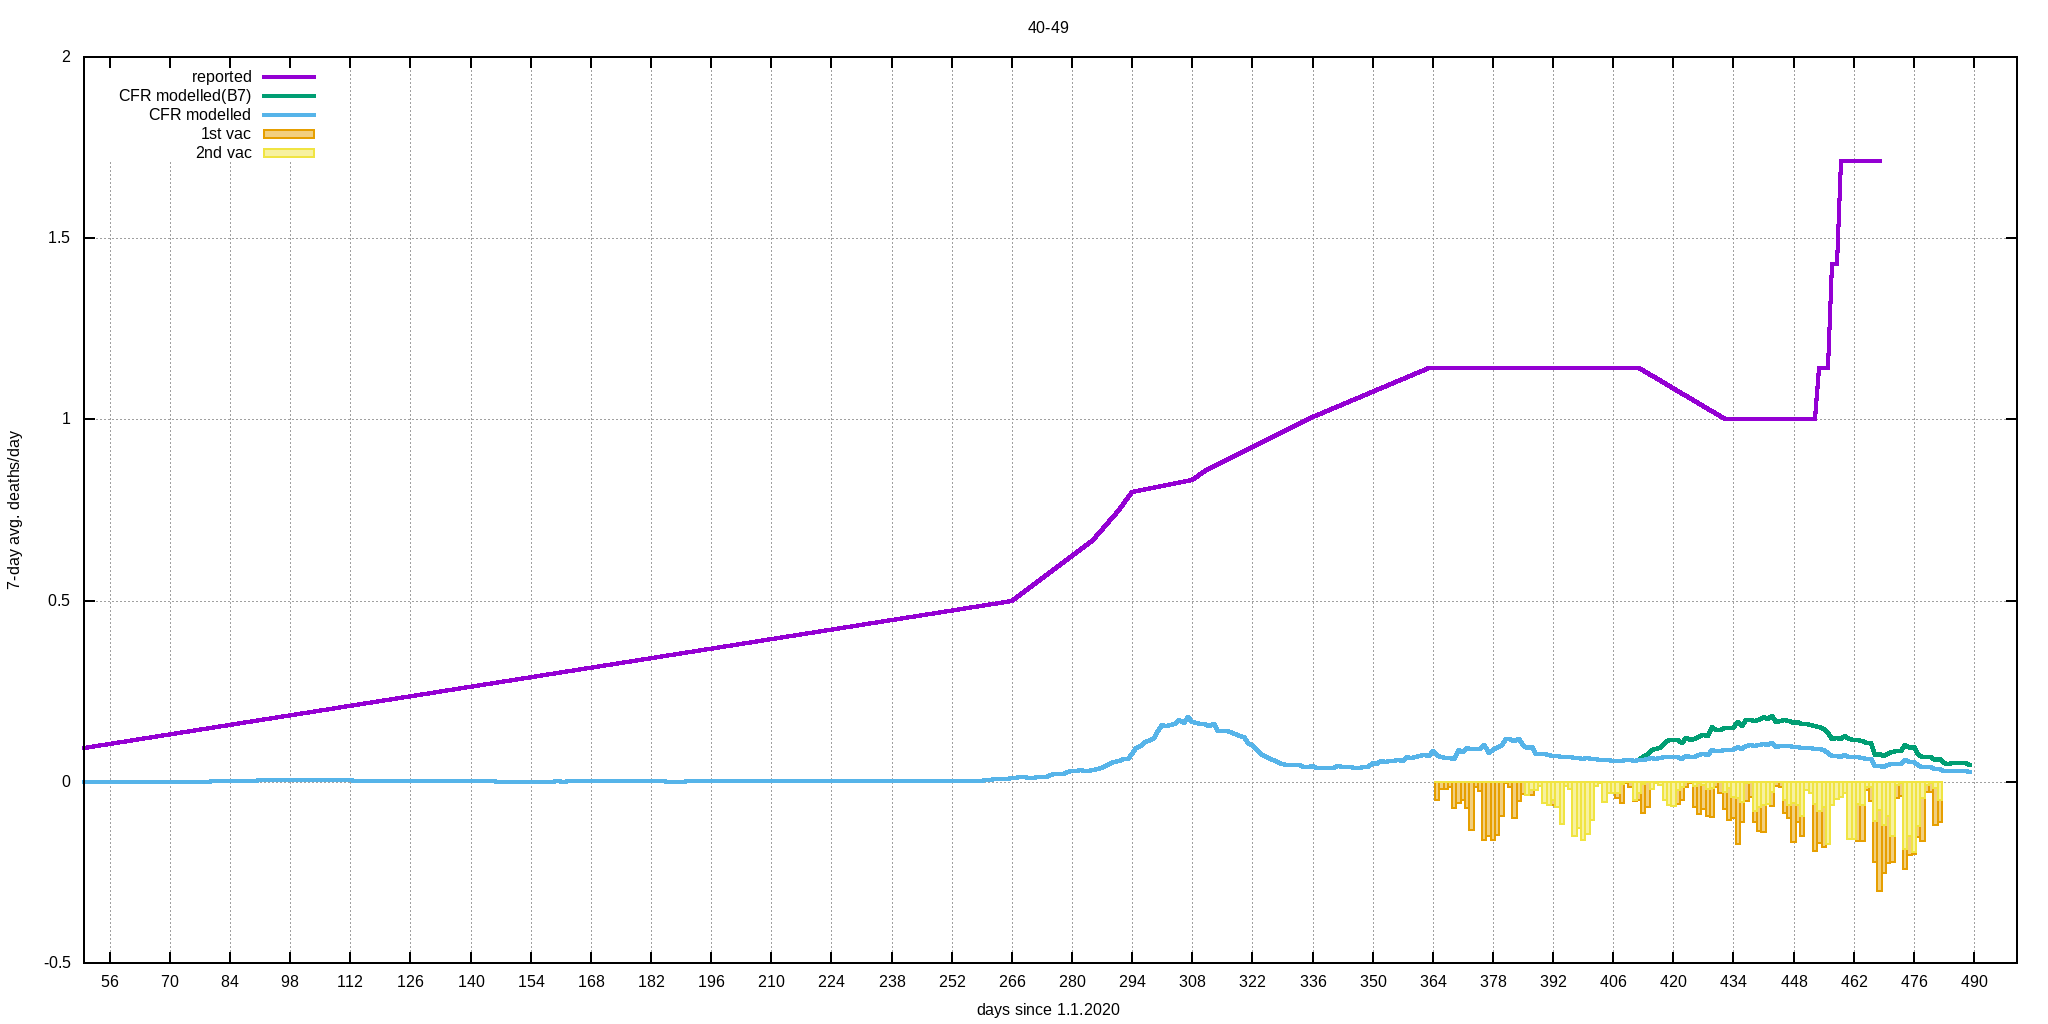 40-49
2
reported
CFR modelled(B7)
CFR modelled
1st vac
2nd vac
1.5
1
0.5
0
-0.5
7-day avg. deaths/day
56 70 84 98 112 126 140 154 168 182 196 210 224 238 252 266 280 294 308 322 336 350 364 378 392 406 420 434 448 462 476 490
days since 1.1.2020